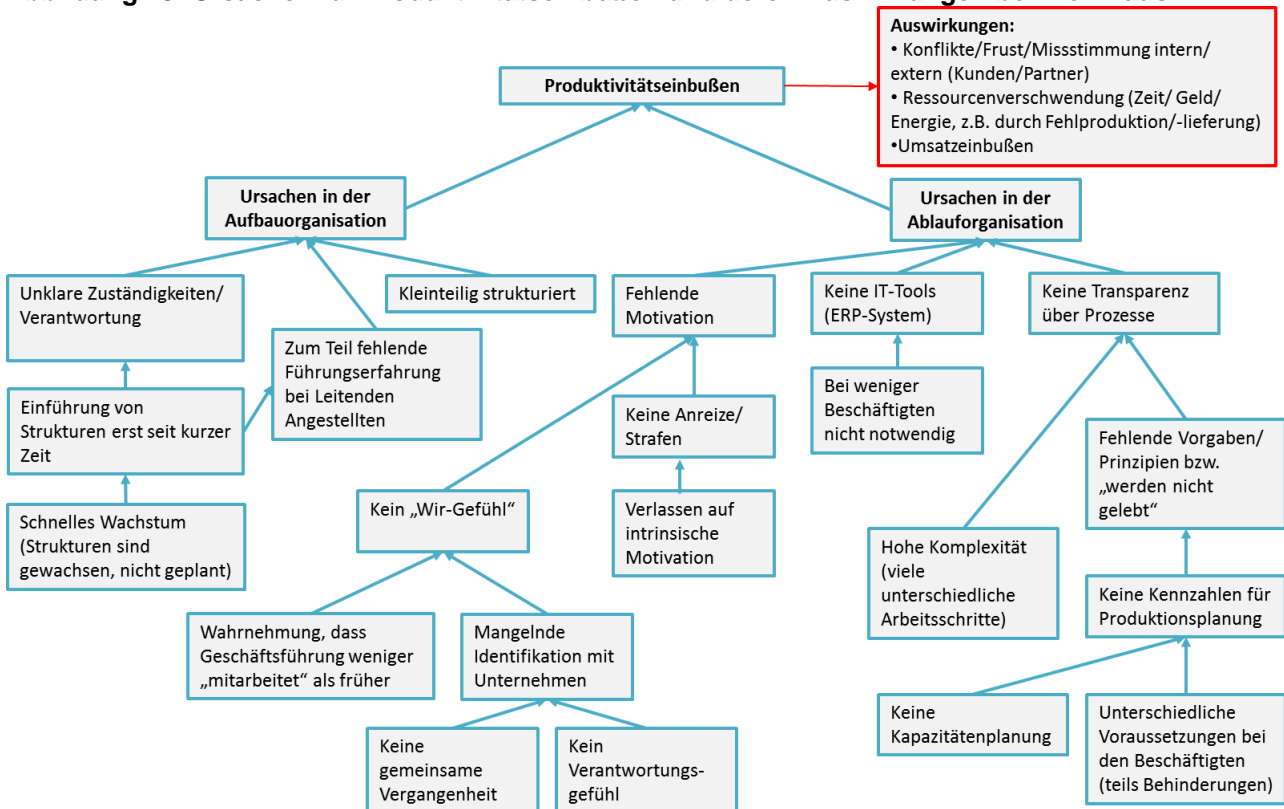 Auswirkungen:
• Konflikte/Frust/Missstimmung intern/
extern (Kunden/Partner)
• Ressourcenverschwendung (Zeit/ Geld/
Energie, z.B. durch Fehlproduktion/-lieferung)
•Umsatzeinbußen
Produktivitätseinbußen
Ursachen in der
Aufbauorganisation
Ursachen in der
Ablauforganisation
Unklare Zuständigkeiten/
Verantwortung
Kleinteilig strukturiert
Fehlende
Motivation
Keine IT-Tools
(ERP-System)
Keine Transparenz
über Prozesse
Zum Teil fehlende
Führungserfahrung
bei Leitenden
Angestellten
Einführung von
Strukturen erst seit kurzer
Zeit
Keine Anreize/
Strafen
Bei weniger
Beschäftigten
nicht notwendig
Fehlende Vorgaben/
Prinzipien bzw.
„werden nicht
gelebt“
Schnelles Wachstum
(Strukturen sind
gewachsen, nicht geplant)
Kein „Wir-Gefühl“
Verlassen auf
intrinsische
Motivation
Hohe Komplexität
(viele
unterschiedliche
Arbeitsschritte)
Keine Kennzahlen für
Produktionsplanung
Wahrnehmung, dass
Geschäftsführung weniger
„mitarbeitet“ als früher
Mangelnde
Identifikation mit
Unternehmen
Keine
Kapazitätenplanung
Unterschiedliche
Voraussetzungen bei
den Beschäftigten
(teils Behinderungen)
Keine
gemeinsame
Vergangenheit
Kein
Verantwortungs-
gefühl